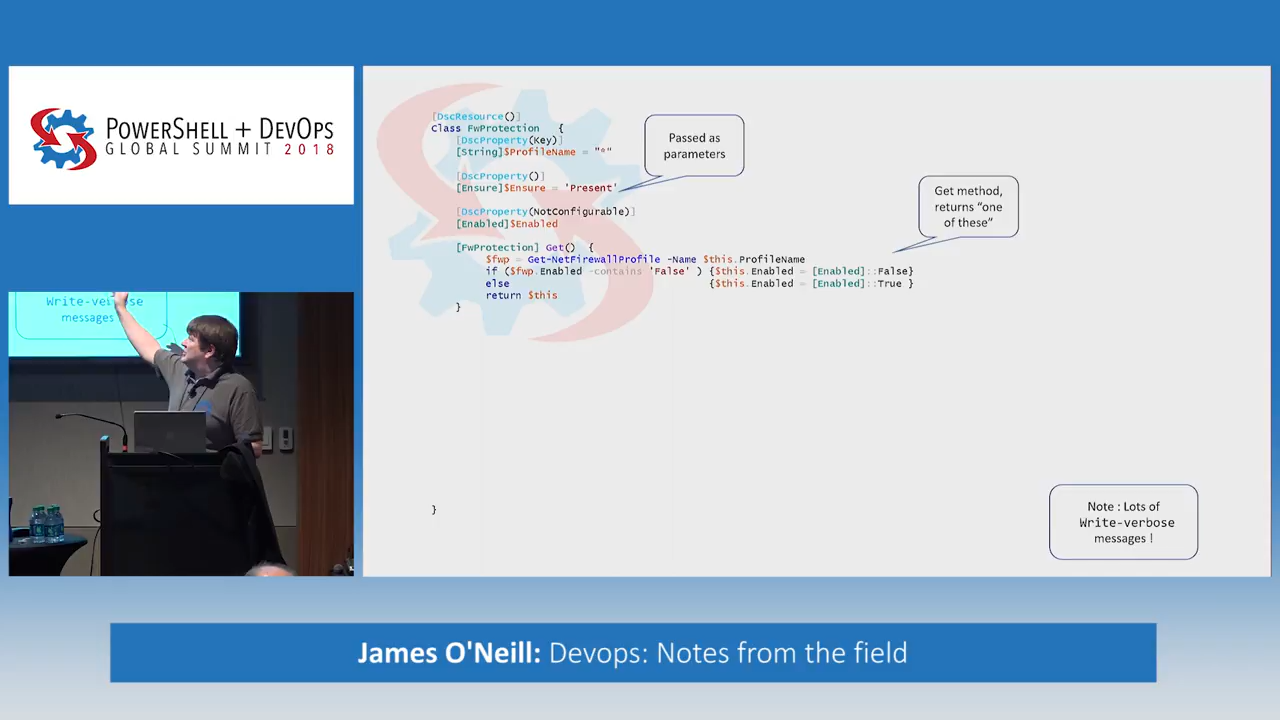 POWERSHELL + DEVOPS
GLOBAL SUMMIT 2018
[DscResource()]
Class FwProtection {
[DscProperty(Key)]
[String]$ProfileName = "*"
[DscProperty()]
[Ensure]$Ensure = 'Present'
[DscProperty(NotConfigurable)]
[Enabled]$Enabled
[FwProtection] Get() {
$fwp = Get-NetFirewallProfile -Name $this.ProfileName
if ($fwp.Enabled -contains 'False' ) {$this.Enabled = [Enabled]::False}
else {$this.Enabled = [Enabled]::True }
return $this
}
}
Passed as
parameters
Get method,
returns "one
of these"
Note : Lots of
Write-verbose
messages !
Write-verbose
messages
James O'Neill: Devops: Notes from the field